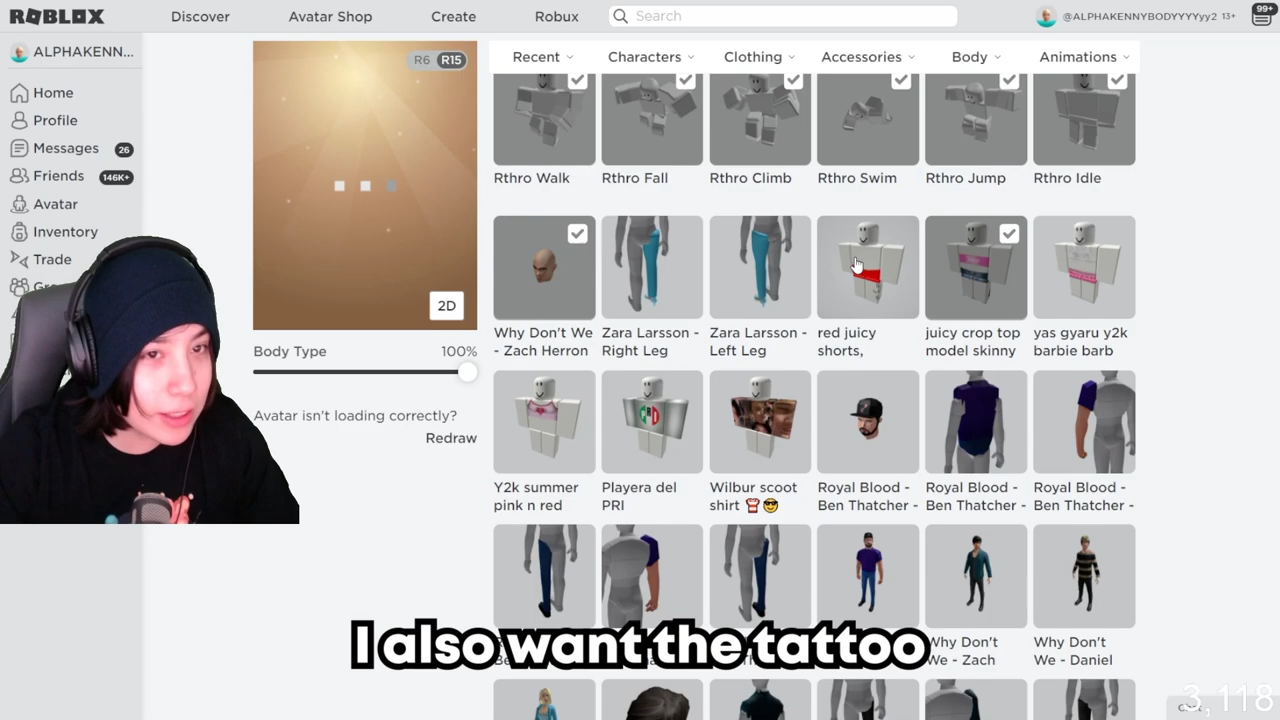 ROBLOX
Discover
Avatar Shop
Create
Robux
Search
@ALPHAKENNYBODYYYYyy2 13+
99+
ALPHAKENN...
Home
Profile
Messages
26
Friends
146K+
Avatar
Inventory
Trade
R6 R15
2D
Body Type 100%
Avatar isn't loading correctly?
Redraw
Recent
Characters
Clothing
Accessories
Body
Animations
Rthro Walk
Rthro Fall
Rthro Climb
Rthro Swim
Rthro Jump
Rthro Idle
Why Don't We
- Zach Herron
Zara Larsson -
Right Leg
Zara Larsson -
Left Leg
red juicy
shorts,
juicy crop top
model skinny
yas gyaru y2k
barbie barb
Y2k summer
pink n red
Playera del
PRI
Wilbur scoot
shirt 👕😎
Royal Blood -
Ben Thatcher -
Royal Blood -
Ben Thatcher -
Royal Blood -
Ben Thatcher -
Why Don't
We - Zach
Why Don't
We - Daniel
I also want the tattoo
3,118